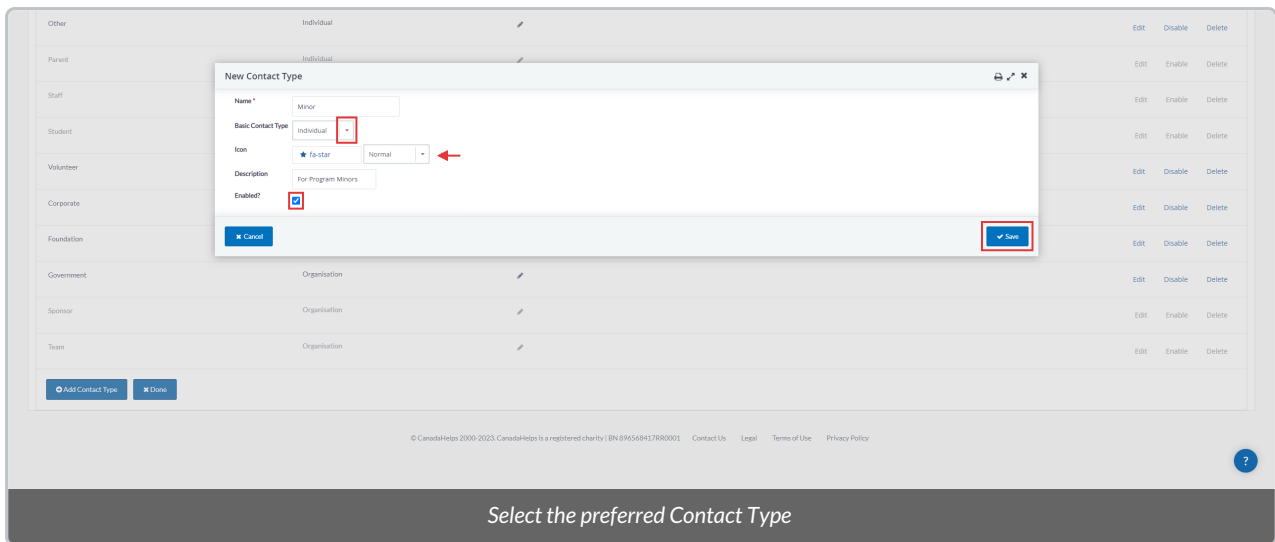 Other Individual Edit Disable Delete
Parent Individual Edit Enable Delete
New Contact Type
Staff Edit Enable Delete
Name *
Minor
Basic Contact Type
Individual
Student Edit Enable Delete
Icon
fa-star Normal
Volunteer Edit Disable Delete
Description
For Program Minors
Enabled?
Corporate Edit Disable Delete
Cancel Save
Foundation Edit Disable Delete
Government Organisation Edit Disable Delete
Sponsor Organisation Edit Enable Delete
Team Organisation Edit Enable Delete
Add Contact Type Done
© CanadaHelps 2000-2023. CanadaHelps is a registered charity | BN 896568417RR0001 Contact Us Legal Terms of Use Privacy Policy
?
Select the preferred Contact Type